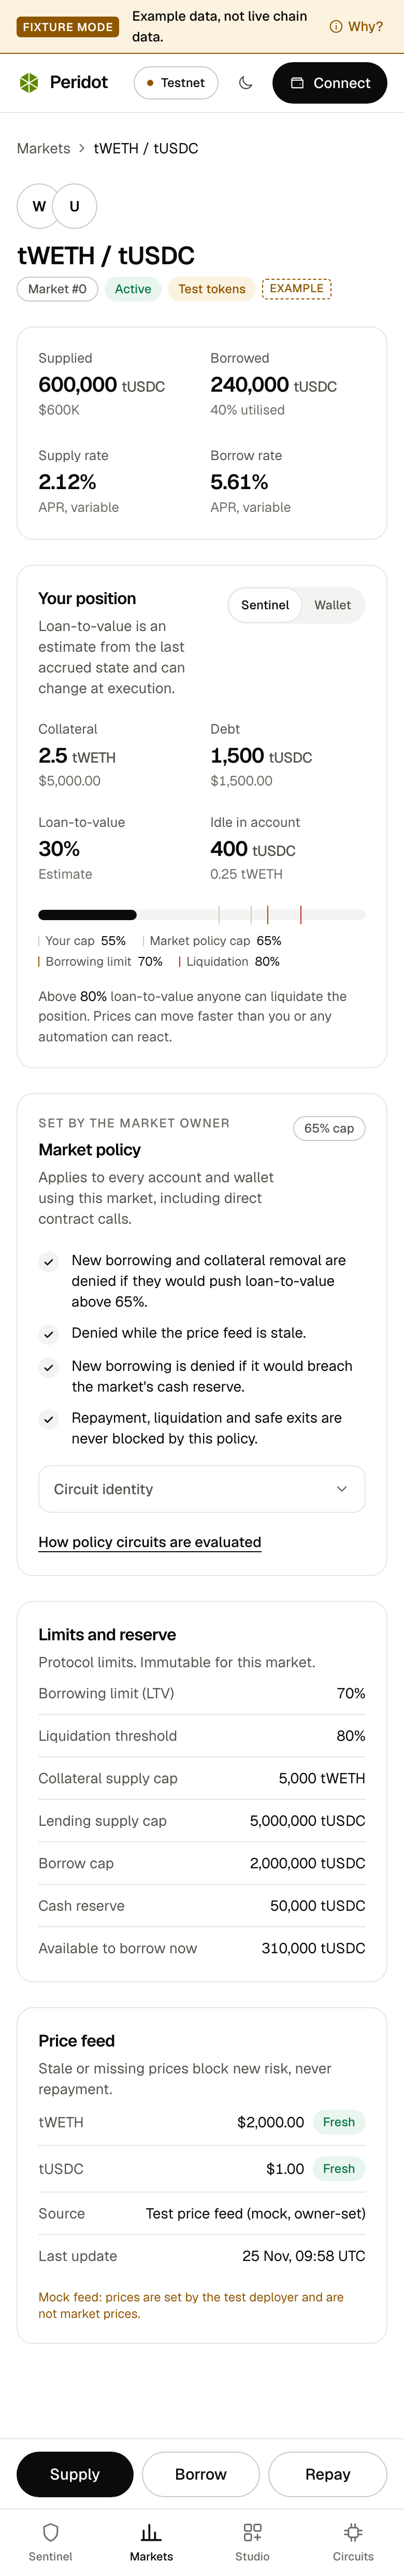 FIXTURE MODE
Example data, not live chain
data.
Why?
Peridot
Testnet
Connect
Markets > tWETH / tUSDC
W U
tWETH / tUSDC
Market #0 Active Test tokens EXAMPLE
Supplied Borrowed
600,000 tUSDC 240,000 tUSDC
$600K 40% utilised
Supply rate Borrow rate
2.12% 5.61%
APR, variable APR, variable
Your position Sentinel Wallet
Loan-to-value is an
estimate from the last
accrued state and can
change at execution.
Collateral Debt
2.5 tWETH 1,500 tUSDC
$5,000.00 $1,500.00
Loan-to-value Idle in account
30% 400 tUSDC
Estimate 0.25 tWETH
Your cap 55% Market policy cap 65%
Borrowing limit 70% Liquidation 80%
Above 80% loan-to-value anyone can liquidate the
position. Prices can move faster than you or any
automation can react.
SET BY THE MARKET OWNER 65% cap
Market policy
Applies to every account and wallet
using this market, including direct
contract calls.
New borrowing and collateral removal are
denied if they would push loan-to-value
above 65%.
Denied while the price feed is stale.
New borrowing is denied if it would breach
the market's cash reserve.
Repayment, liquidation and safe exits are
never blocked by this policy.
Circuit identity
How policy circuits are evaluated
Limits and reserve
Protocol limits. Immutable for this market.
Borrowing limit (LTV) 70%
Liquidation threshold 80%
Collateral supply cap 5,000 tWETH
Lending supply cap 5,000,000 tUSDC
Borrow cap 2,000,000 tUSDC
Cash reserve 50,000 tUSDC
Available to borrow now 310,000 tUSDC
Price feed
Stale or missing prices block new risk, never
repayment.
tWETH $2,000.00 Fresh
tUSDC $1.00 Fresh
Source Test price feed (mock, owner-set)
Last update 25 Nov, 09:58 UTC
Mock feed: prices are set by the test deployer and are
not market prices.
Supply Borrow Repay
Sentinel Markets Studio Circuits